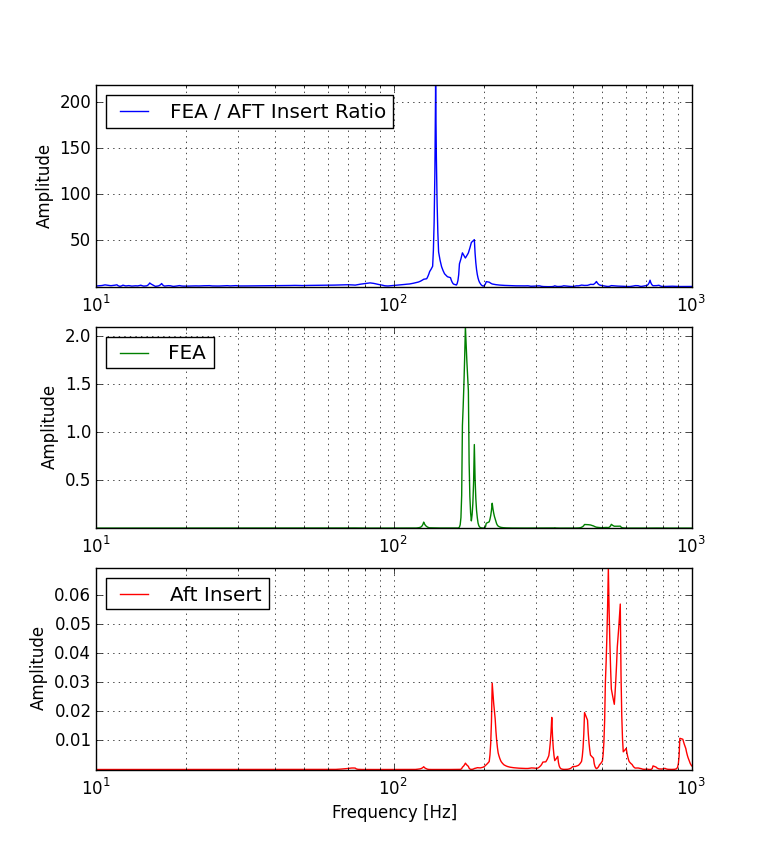 FEA / AFT Insert Ratio
Amplitude
200
150
100
50
10¹ 10² 10³
FEA
Amplitude
2.0
1.5
1.0
0.5
10¹ 10² 10³
Aft Insert
Amplitude
0.06
0.05
0.04
0.03
0.02
0.01
10¹ 10² 10³
Frequency [Hz]